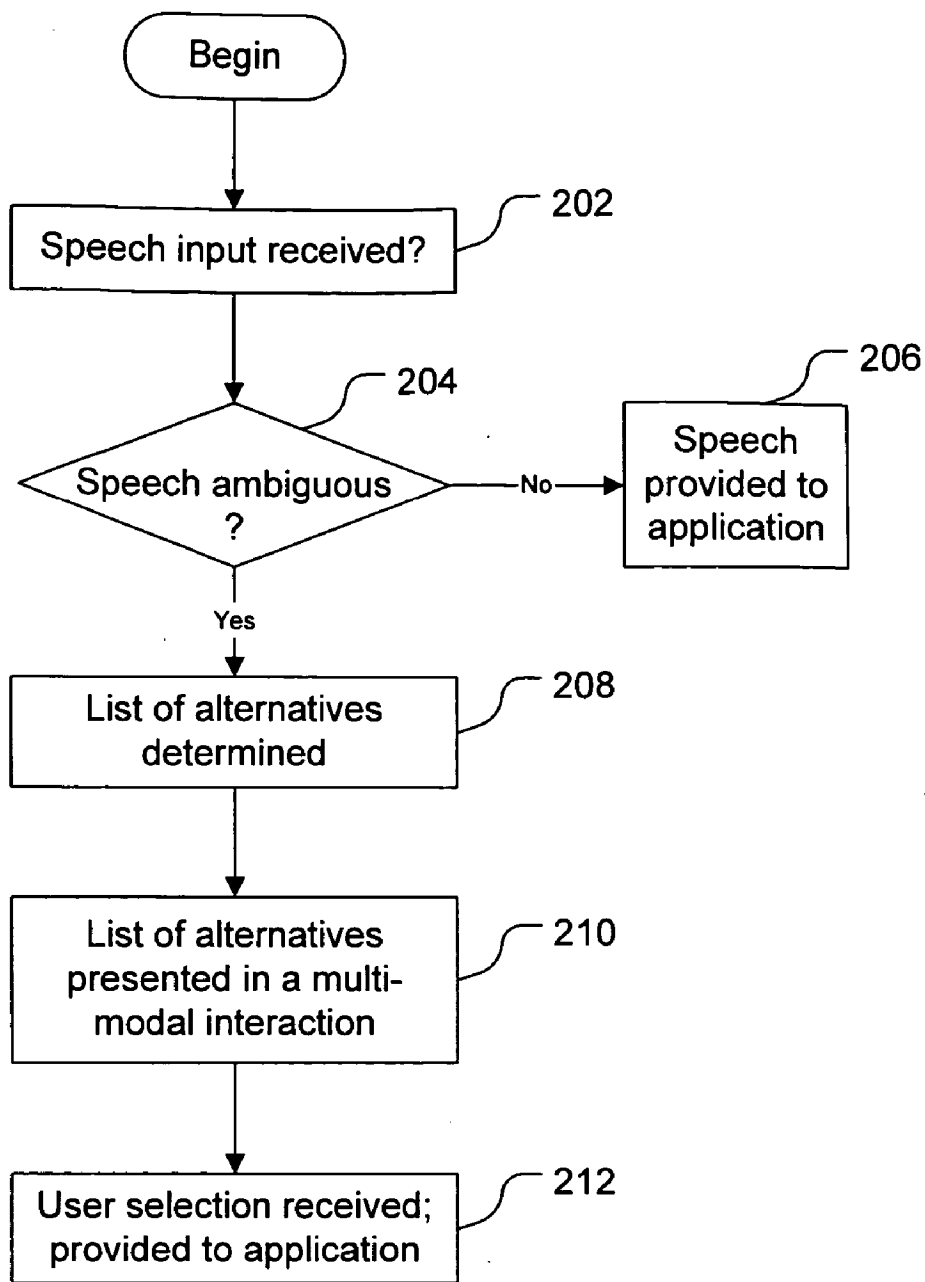 Begin
202
Speech input received?
204
Speech ambiguous
?
No
206
Speech
provided to
application
Yes
208
List of alternatives
determined
210
List of alternatives
presented in a multi-
modal interaction
212
User selection received;
provided to application